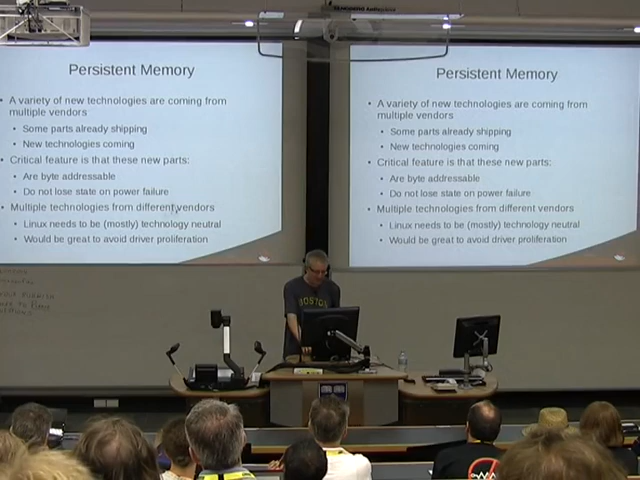 Persistent Memory
A variety of new technologies are coming from
multiple vendors
Some parts already shipping
New technologies coming
Critical feature is that these new parts:
Are byte addressable
Do not lose state on power failure
Multiple technologies from different vendors
Linux needs to be (mostly) technology neutral
Would be great to avoid driver proliferation
Persistent Memory
A variety of new technologies are coming from
multiple vendors
Some parts already shipping
New technologies coming
Critical feature is that these new parts:
Are byte addressable
Do not lose state on power failure
Multiple technologies from different vendors
Linux needs to be (mostly) technology neutral
Would be great to avoid driver proliferation
BOSTON